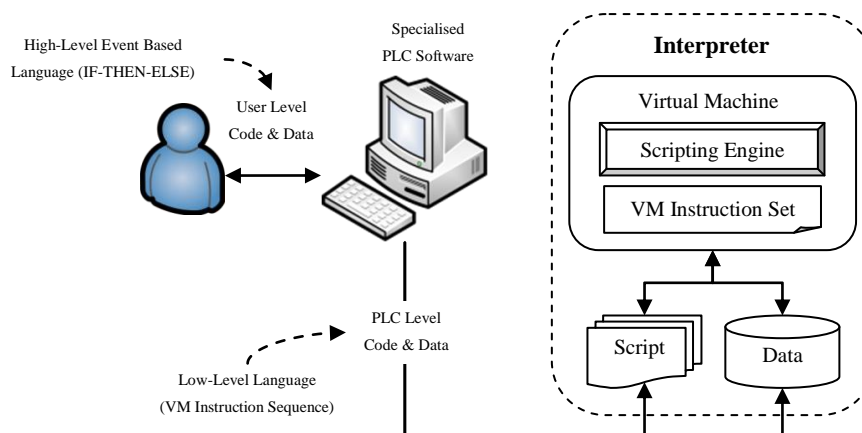 Specialised
PLC Software
High-Level Event Based
Language (IF-THEN-ELSE)
User Level
Code & Data
PLC Level
Code & Data
Low-Level Language
(VM Instruction Sequence)
Interpreter
Virtual Machine
Scripting Engine
VM Instruction Set
Script
Data